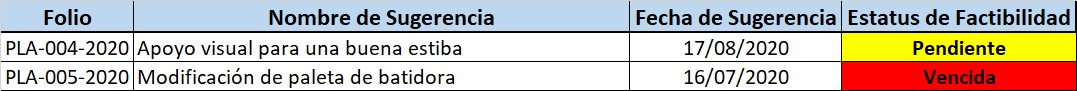 Folio Nombre de Sugerencia Fecha de Sugerencia Estatus de Factibilidad
PLA-004-2020 Apoyo visual para una buena estiba 17/08/2020 Pendiente
PLA-005-2020 Modificación de paleta de batidora 16/07/2020 Vencida